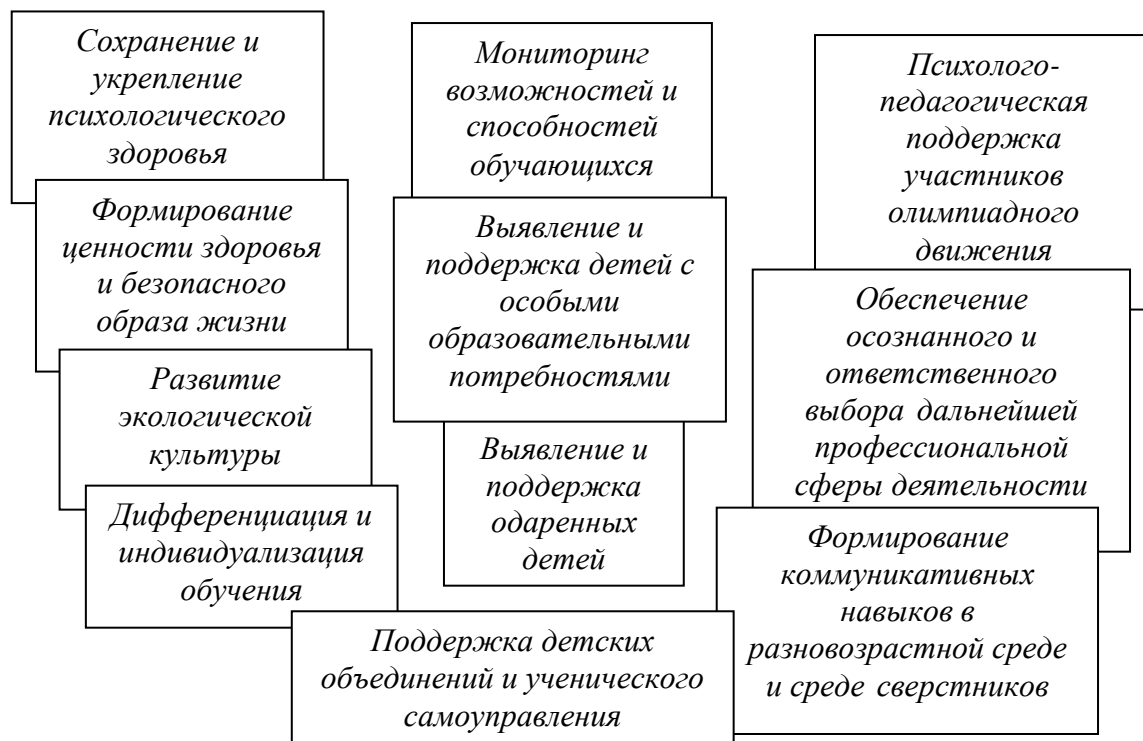 Сохранение и
укрепление
психологического
здоровья
Формирование
ценности здоровья
и безопасного
образа жизни
Развитие
экологической
культуры
Дифференциация и
индивидуализация
обучения
Мониторинг
возможностей и
способностей
обучающихся
Выявление и
поддержка детей с
особыми
образовательными
потребностями
Выявление и
поддержка
одаренных
детей
Психолого-
педагогическая
поддержка
участников
олимпиадного
движения
Обеспечение
осознанного и
ответственного
выбора дальнейшей
профессиональной
сферы деятельности
Формирование
коммуникативных
навыков в
разновозрастной среде
и среде сверстников
Поддержка детских
объединений и ученического
самоуправления